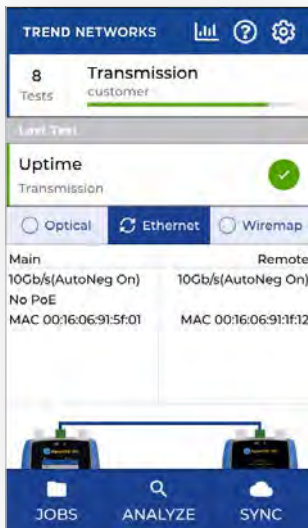 TREND NETWORKS
8 Transmission
Tests customer
Last Test
Uptime
Transmission
Optical Ethernet Wiremap
Main Remote
10Gb/s(AutoNeg On) 10Gb/s(AutoNeg On)
No PoE
MAC 00:16:06:91:5f:01 MAC 00:16:06:91:1f:12
JOBS ANALYZE SYNC